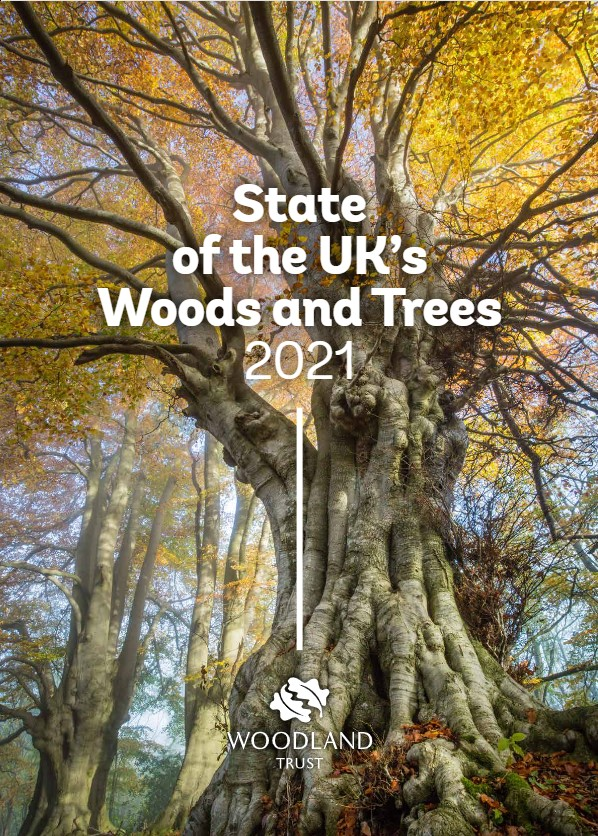 State
of the UK's
Woods and Trees
2021
WOODLAND
TRUST